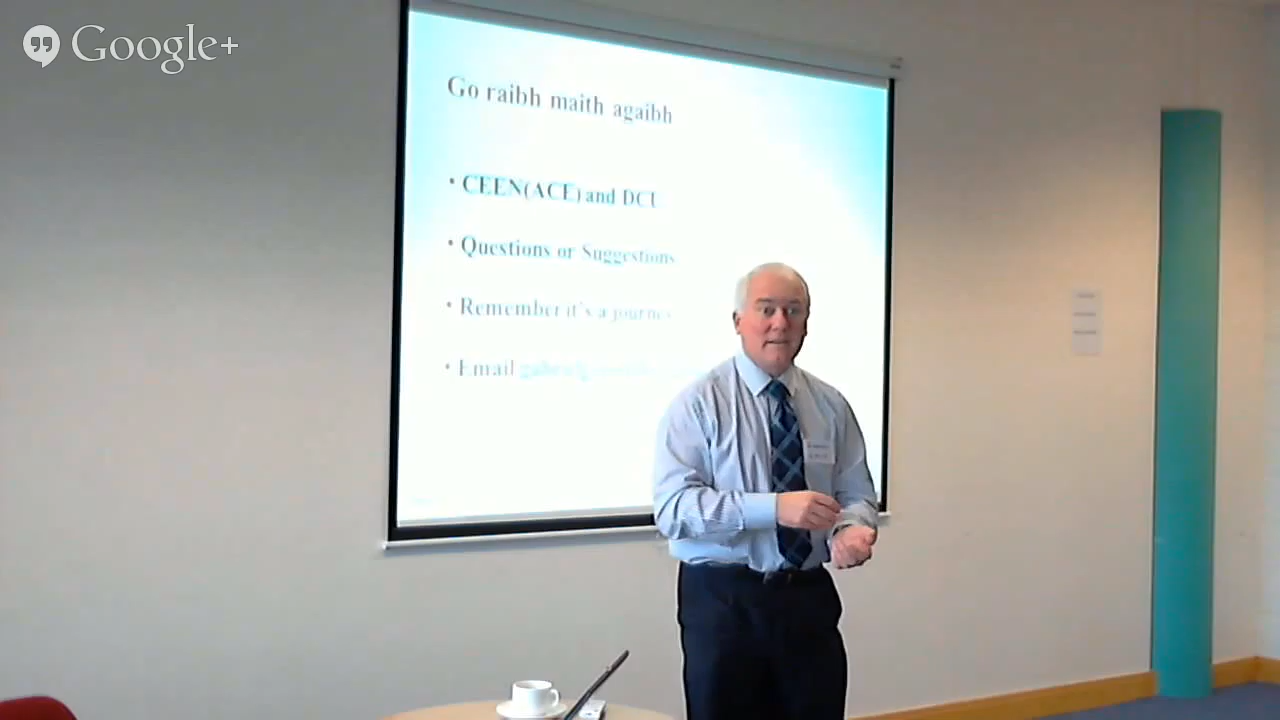 Google+
Go raibh maith agaibh
• CEEN(ACE) and DCU
• Questions or Suggestions
• Remember it's a journey
• Email